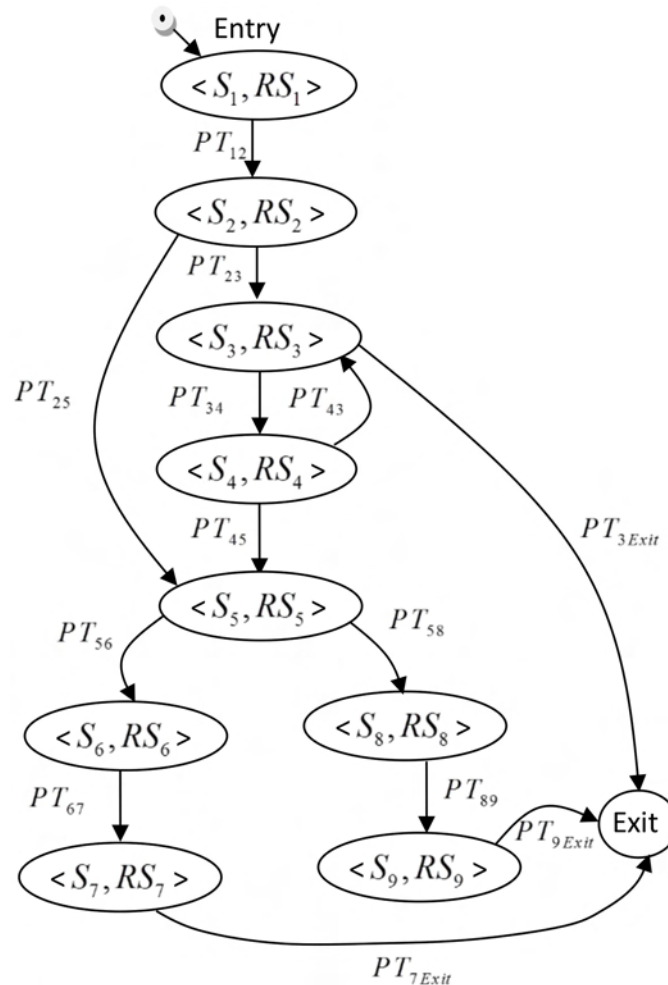 Entry
< S₁, RS₁ >
PT₁₂
< S₂, RS₂ >
PT₂₃
< S₃, RS₃ >
PT₂₅
PT₃₄
PT₄₃
< S₄, RS₄ >
PT₄₅
PT₃Exit
< S₅, RS₅ >
PT₅₆
PT₅₈
< S₆, RS₆ >
< S₈, RS₈ >
PT₆₇
PT₈₉
PT₉Exit
Exit
< S₇, RS₇ >
< S₉, RS₉ >
PT₇Exit